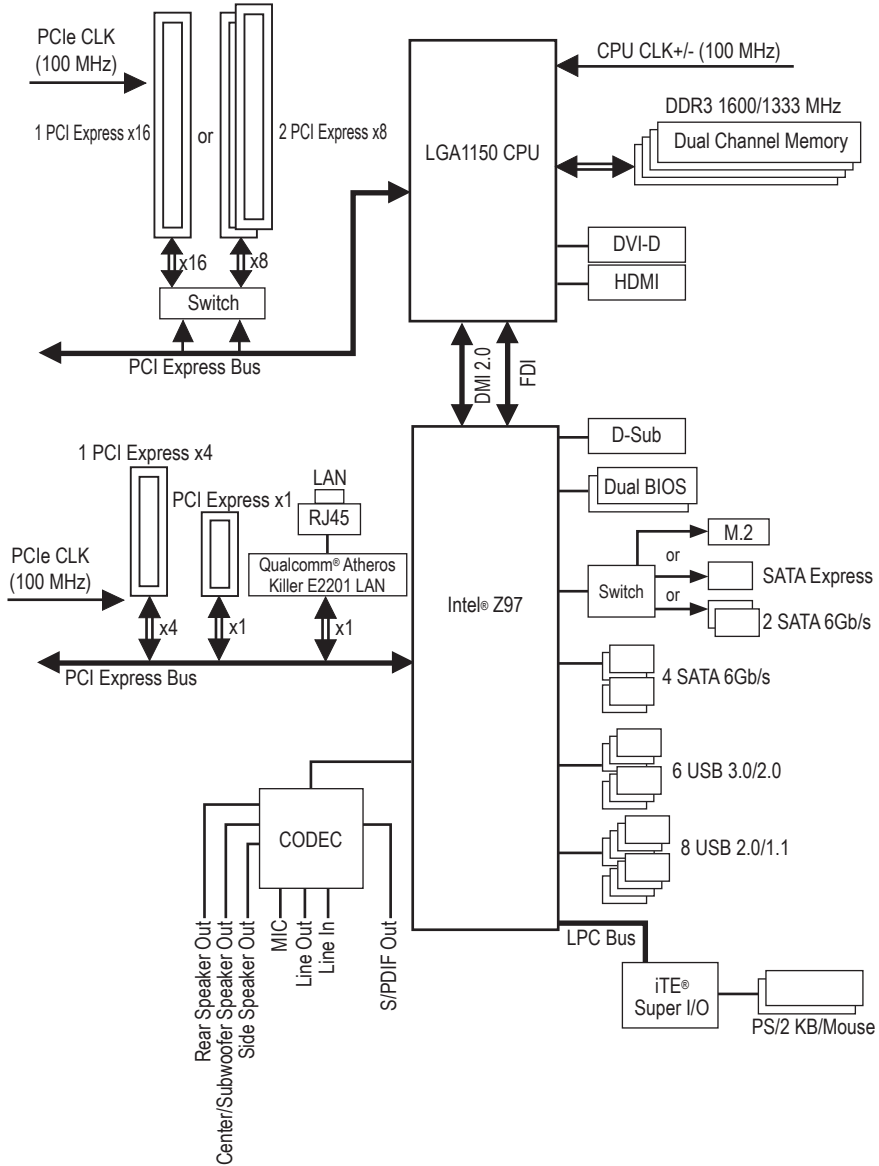 PCIe CLK
(100 MHz)
1 PCI Express x16
or
2 PCI Express x8
x16
x8
Switch
PCI Express Bus
LGA1150 CPU
CPU CLK+/- (100 MHz)
DDR3 1600/1333 MHz
Dual Channel Memory
DVI-D
HDMI
DMI 2.0
FDI
1 PCI Express x4
PCI Express x1
LAN
RJ45
Qualcomm® Atheros
Killer E2201 LAN
PCIe CLK
(100 MHz)
x4
x1
x1
PCI Express Bus
Intel® Z97
D-Sub
Dual BIOS
Switch
M.2
or
SATA Express
or
2 SATA 6Gb/s
4 SATA 6Gb/s
6 USB 3.0/2.0
8 USB 2.0/1.1
CODEC
Rear Speaker Out
Center/Subwoofer Speaker Out
Side Speaker Out
MIC
Line Out
Line In
S/PDIF Out
LPC Bus
iTE®
Super I/O
PS/2 KB/Mouse